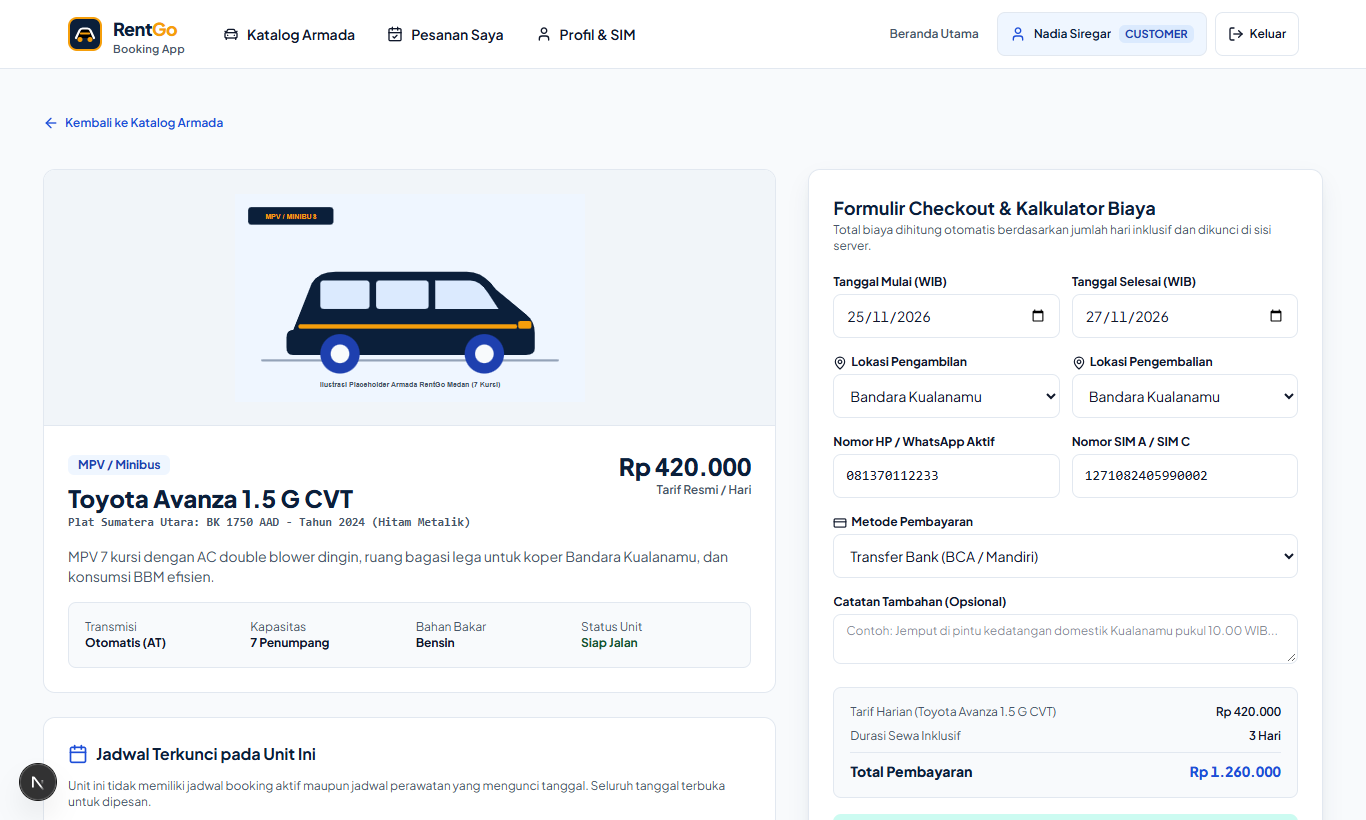 RentGo
Booking App
Katalog Armada
Pesanan Saya
Profil & SIM
Beranda Utama
Nadia Siregar
CUSTOMER
Keluar
Kembali ke Katalog Armada
MPV / MINIBUS
Ilustrasi Placeholder Armada RentGo Medan (7 Kursi)
MPV / Minibus
Toyota Avanza 1.5 G CVT
Plat Sumatera Utara: BK 1750 AAD - Tahun 2024 (Hitam Metalik)
Rp 420.000
Tarif Resmi / Hari
MPV 7 kursi dengan AC double blower dingin, ruang bagasi lega untuk koper Bandara Kualanamu, dan
konsumsi BBM efisien.
Transmisi
Otomatis (AT)
Kapasitas
7 Penumpang
Bahan Bakar
Bensin
Status Unit
Siap Jalan
Jadwal Terkunci pada Unit Ini
Unit ini tidak memiliki jadwal booking aktif maupun jadwal perawatan yang mengunci tanggal. Seluruh tanggal terbuka
untuk dipesan.
N
Formulir Checkout & Kalkulator Biaya
Total biaya dihitung otomatis berdasarkan jumlah hari inklusif dan dikunci di sisi
server.
Tanggal Mulai (WIB)
25/11/2026
Tanggal Selesai (WIB)
27/11/2026
Lokasi Pengambilan
Bandara Kualanamu
Lokasi Pengembalian
Bandara Kualanamu
Nomor HP / WhatsApp Aktif
081370112233
Nomor SIM A / SIM C
1271082405990002
Metode Pembayaran
Transfer Bank (BCA / Mandiri)
Catatan Tambahan (Opsional)
Contoh: Jemput di pintu kedatangan domestik Kualanamu pukul 10.00 WIB...
Tarif Harian (Toyota Avanza 1.5 G CVT)
Rp 420.000
Durasi Sewa Inklusif
3 Hari
Total Pembayaran
Rp 1.260.000